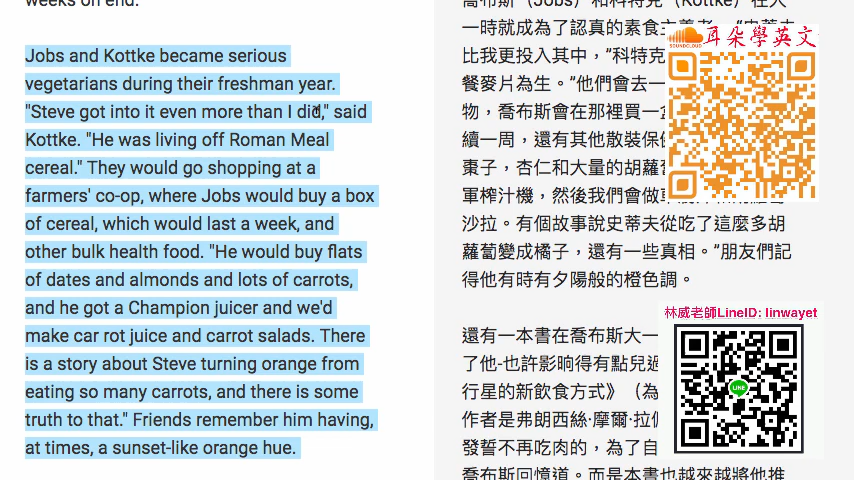 weeks on end.
Jobs and Kottke became serious
vegetarians during their freshman year.
"Steve got into it even more than I did," said
Kottke. "He was living off Roman Meal
cereal." They would go shopping at a
farmers' co-op, where Jobs would buy a box
of cereal, which would last a week, and
other bulk health food. "He would buy flats
of dates and almonds and lots of carrots,
and he got a Champion juicer and we'd
make car rot juice and carrot salads. There
is a story about Steve turning orange from
eating so many carrots, and there is some
truth to that." Friends remember him having,
at times, a sunset-like orange hue.
喬布斯（Jobs）和科特克（Kottke）在大
一時就成為了認真的素食主義者。
比我更投入其中，”科特克
餐麥片為生。”他們會去一
物，喬布斯會在那裡買一
續一周，還有其他散裝保
棗子，杏仁和大量的胡蘿
軍榨汁機，然後我們會做
沙拉。有個故事說史蒂夫從吃了這麼多胡
蘿蔔變成橘子，還有一些真相。”朋友們記
得他有時有夕陽般的橙色調。
還有一本書在喬布斯大一
了他-也許影响得有點兒過
行星的新飲食方式》（為
作者是弗朗西絲·摩爾·拉
發誓不再吃肉的，為了自
喬布斯回憶道。而是本書也越來越將他推
SOUNDCLOUD
耳朵學英文
林威老師LineID: linwayet
LINE